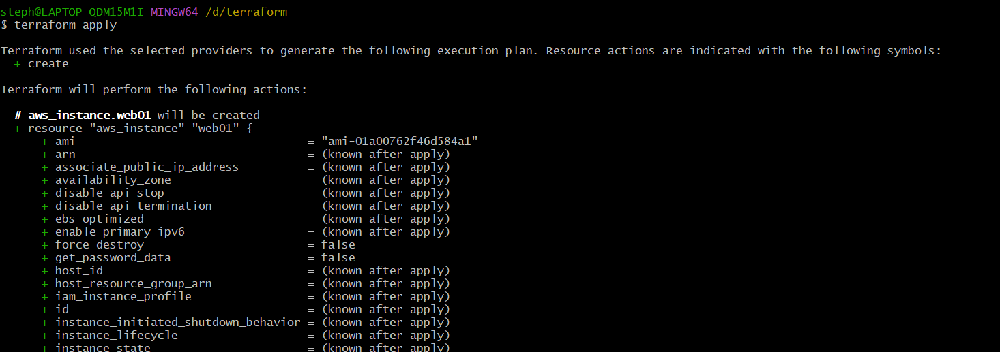 steph@LAPTOP-QDM15M1I MINGW64 /d/terraform
$ terraform apply
Terraform used the selected providers to generate the following execution plan. Resource actions are indicated with the following symbols:
+ create
Terraform will perform the following actions:
# aws_instance.web01 will be created
+ resource "aws_instance" "web01" {
+ ami = "ami-01a00762f46d584a1"
+ arn = (known after apply)
+ associate_public_ip_address = (known after apply)
+ availability_zone = (known after apply)
+ disable_api_stop = (known after apply)
+ disable_api_termination = (known after apply)
+ ebs_optimized = (known after apply)
+ enable_primary_ipv6 = (known after apply)
+ force_destroy = false
+ get_password_data = false
+ host_id = (known after apply)
+ host_resource_group_arn = (known after apply)
+ iam_instance_profile = (known after apply)
+ id = (known after apply)
+ instance_initiated_shutdown_behavior = (known after apply)
+ instance_lifecycle = (known after apply)
+ instance_state = (known after apply)